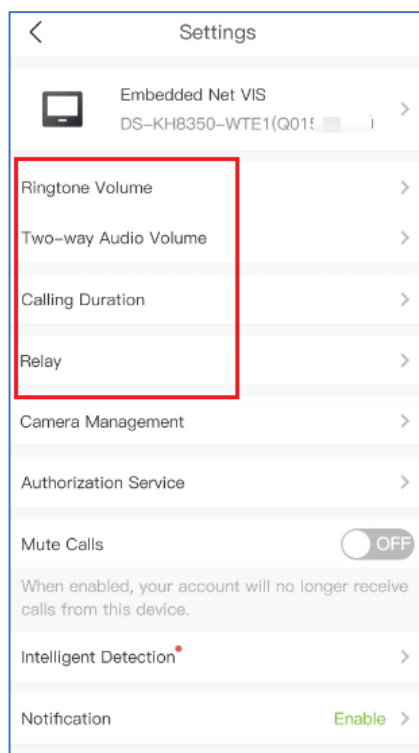 Settings
Embedded Net VIS
DS-KH8350-WTE1(Q015
Ringtone Volume
Two-way Audio Volume
Calling Duration
Relay
Camera Management
Authorization Service
Mute Calls
OFF
When enabled, your account will no longer receive
calls from this device.
Intelligent Detection
Notification
Enable